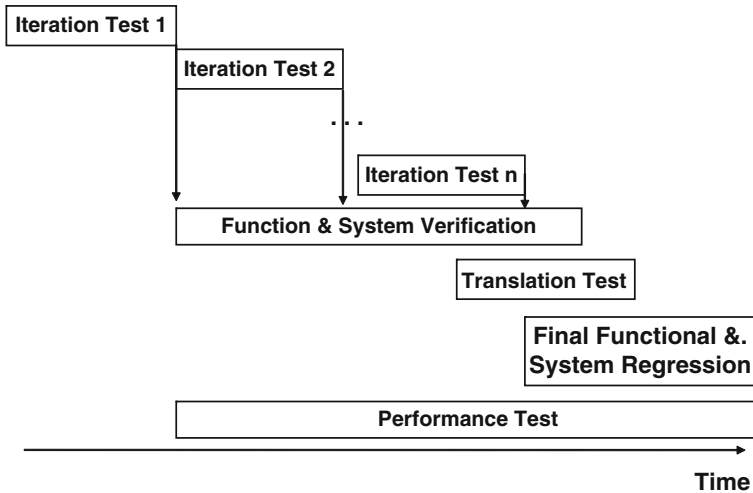 Iteration Test 1
Iteration Test 2
. . .
Iteration Test n
Function & System Verification
Translation Test
Final Functional &.
System Regression
Performance Test
Time